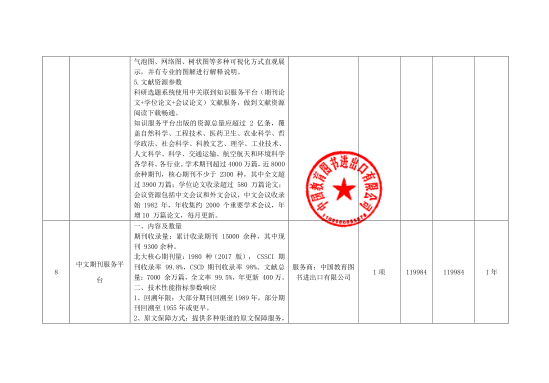 气泡图、网络图、树状图等多种可视化方式直观展
示，并有专业的图解进行解释说明。
5.文献资源参数
科研选题系统使用中关联到知识服务平台（期刊论
文+学位论文+会议论文）文献服务，做到文献资源
阅读下载畅通。
知识服务平台出版的资源总量应超过 2 亿条，覆
盖自然科学、工程技术、医药卫生、农业科学、哲
学政法、社会科学、科教文艺、理学、工业技术、
人文科学、科学、交通运输、航空航天和环境科学
各学科、各行业。学术期刊超过 4000 万篇、近 8000
余种期刊，核心期刊不少于 2300 种，其中全文超
过 3900 万篇；学位论文收录超过 580 万篇论文；
会议资源包括中文会议和外文会议，中文会议收录
始于 1982 年、年收集约 2000 个重要学术会议，年
增 10 万篇论文，每月更新。
中国教育图书进出口有限公司
8
中文期刊服务平
台
一、内容及数量
期刊收录量：累计收录期刊 15000 余种，其中现
刊 9300 余种。
北大核心期刊量：1980 种（2017 版），CSSCI 期
刊收录率 99.8%，CSCD 期刊收录率 98%。文献总
量：7000 余万篇，全文率 99.5%，年更新 400 万。
二、技术性能指标参数响应
1、回溯年限：大部分期刊回溯至 1989 年，部分期
刊回溯至 1955 年或更早。
2、原文保障方式：提供多种渠道的原文保障服务，
服务商：中国教育图
书进出口有限公司
1 项
119984
119984
1 年